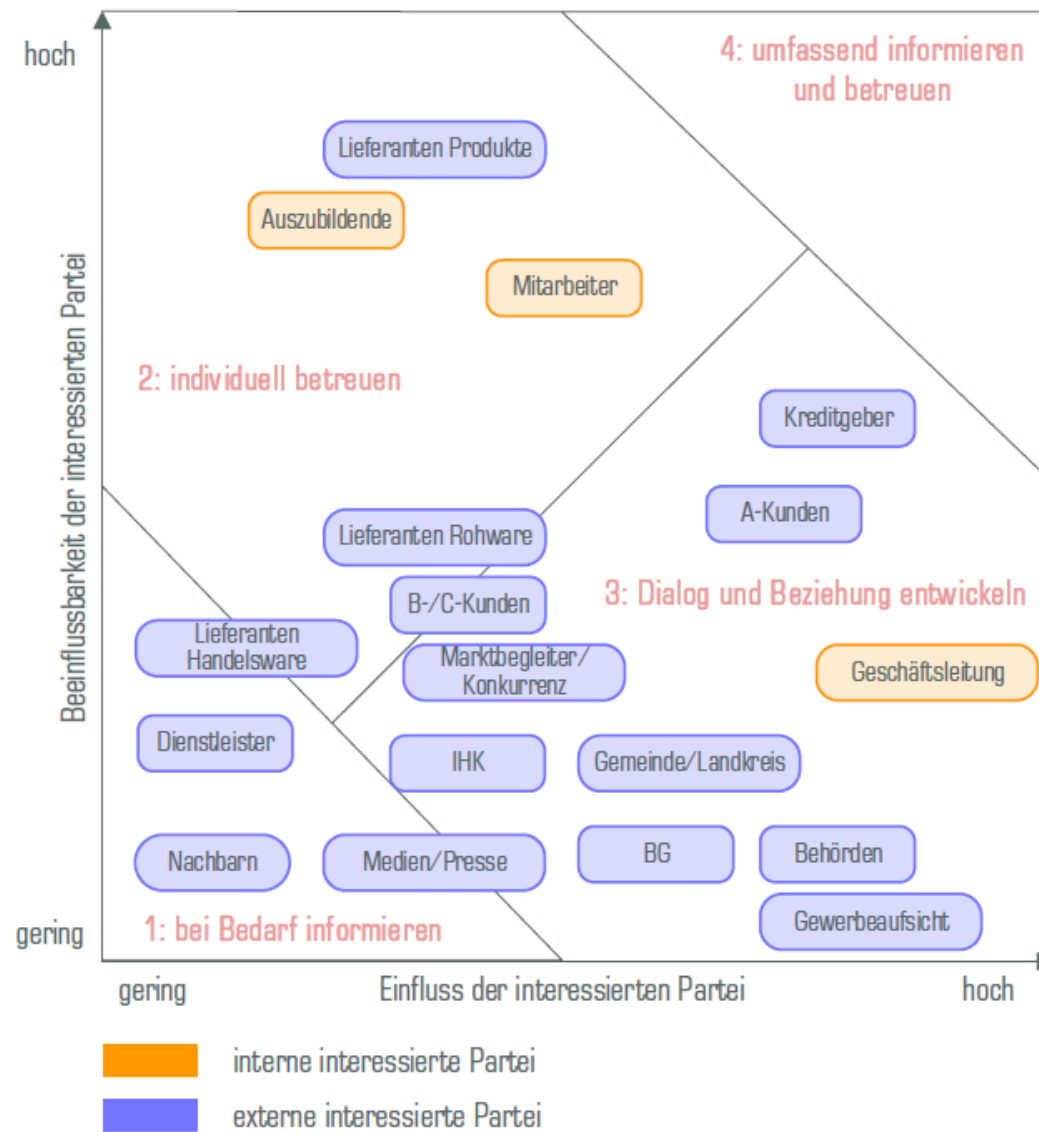 hoch
4: umfassend informieren
und betreuen
Lieferanten Produkte
Auszubildende
Mitarbeiter
Beeinflussbarkeit der interessierten Partei
2: individuell betreuen
Kreditgeber
A-Kunden
Lieferanten Rohware
B-/C-Kunden
3: Dialog und Beziehung entwickeln
Lieferanten
Handelsware
Marktbegleiter/
Konkurrenz
Geschäftsleitung
Dienstleister
IHK
Gemeinde/Landkreis
Nachbarn
Medien/Presse
BG
Behörden
Gewerbeaufsicht
1: bei Bedarf informieren
gering
gering
Einfluss der interessierten Partei
hoch
interne interessierte Partei
externe interessierte Partei